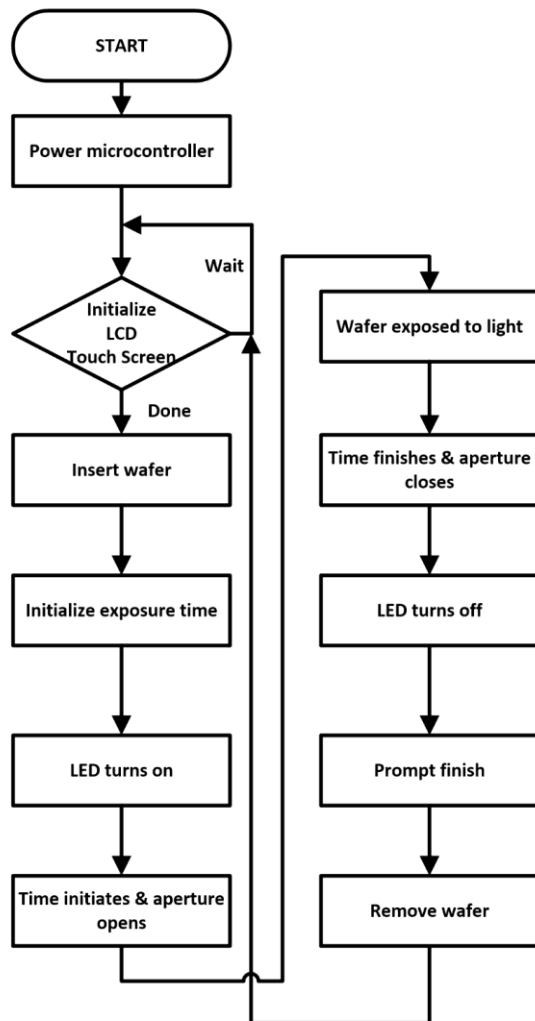 START
Power microcontroller
Wait
Initialize
LCD
Touch Screen
Done
Insert wafer
Initialize exposure time
LED turns on
Time initiates & aperture
opens
Wafer exposed to light
Time finishes & aperture
closes
LED turns off
Prompt finish
Remove wafer